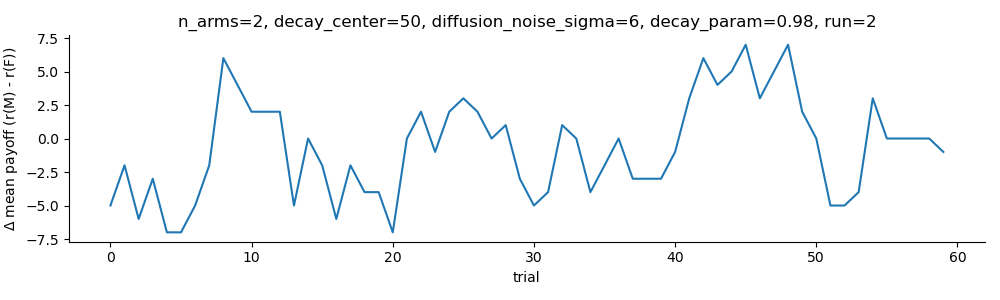 n_arms=2, decay_center=50, diffusion_noise_sigma=6, decay_param=0.98, run=2
Δ mean payoff (r(M) - r(F))
7.5
5.0
2.5
0.0
−2.5
−5.0
−7.5
0 10 20 30 40 50 60
trial